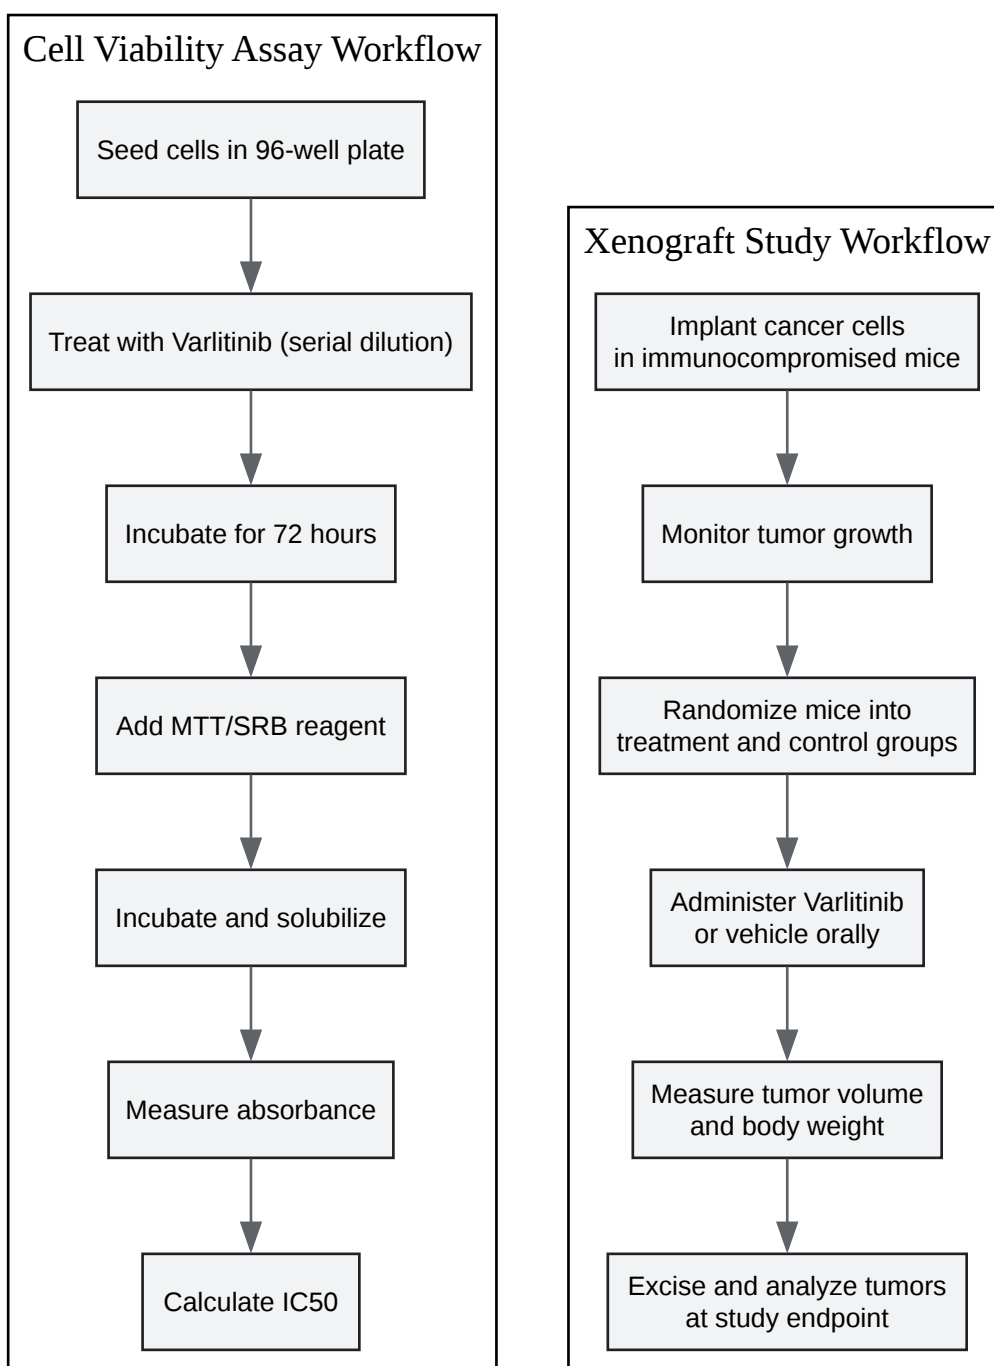 Cell Viability Assay Workflow
Seed cells in 96-well plate
Treat with Varlitinib (serial dilution)
Incubate for 72 hours
Add MTT/SRB reagent
Incubate and solubilize
Measure absorbance
Calculate IC50
Xenograft Study Workflow
Implant cancer cells
in immunocompromised mice
Monitor tumor growth
Randomize mice into
treatment and control groups
Administer Varlitinib
or vehicle orally
Measure tumor volume
and body weight
Excise and analyze tumors
at study endpoint